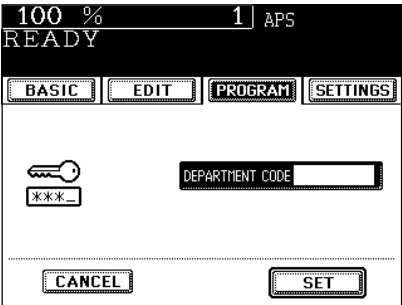 100 % 1 APS
READY
BASIC EDIT PROGRAM SETTINGS
***_
DEPARTMENT CODE
CANCEL SET